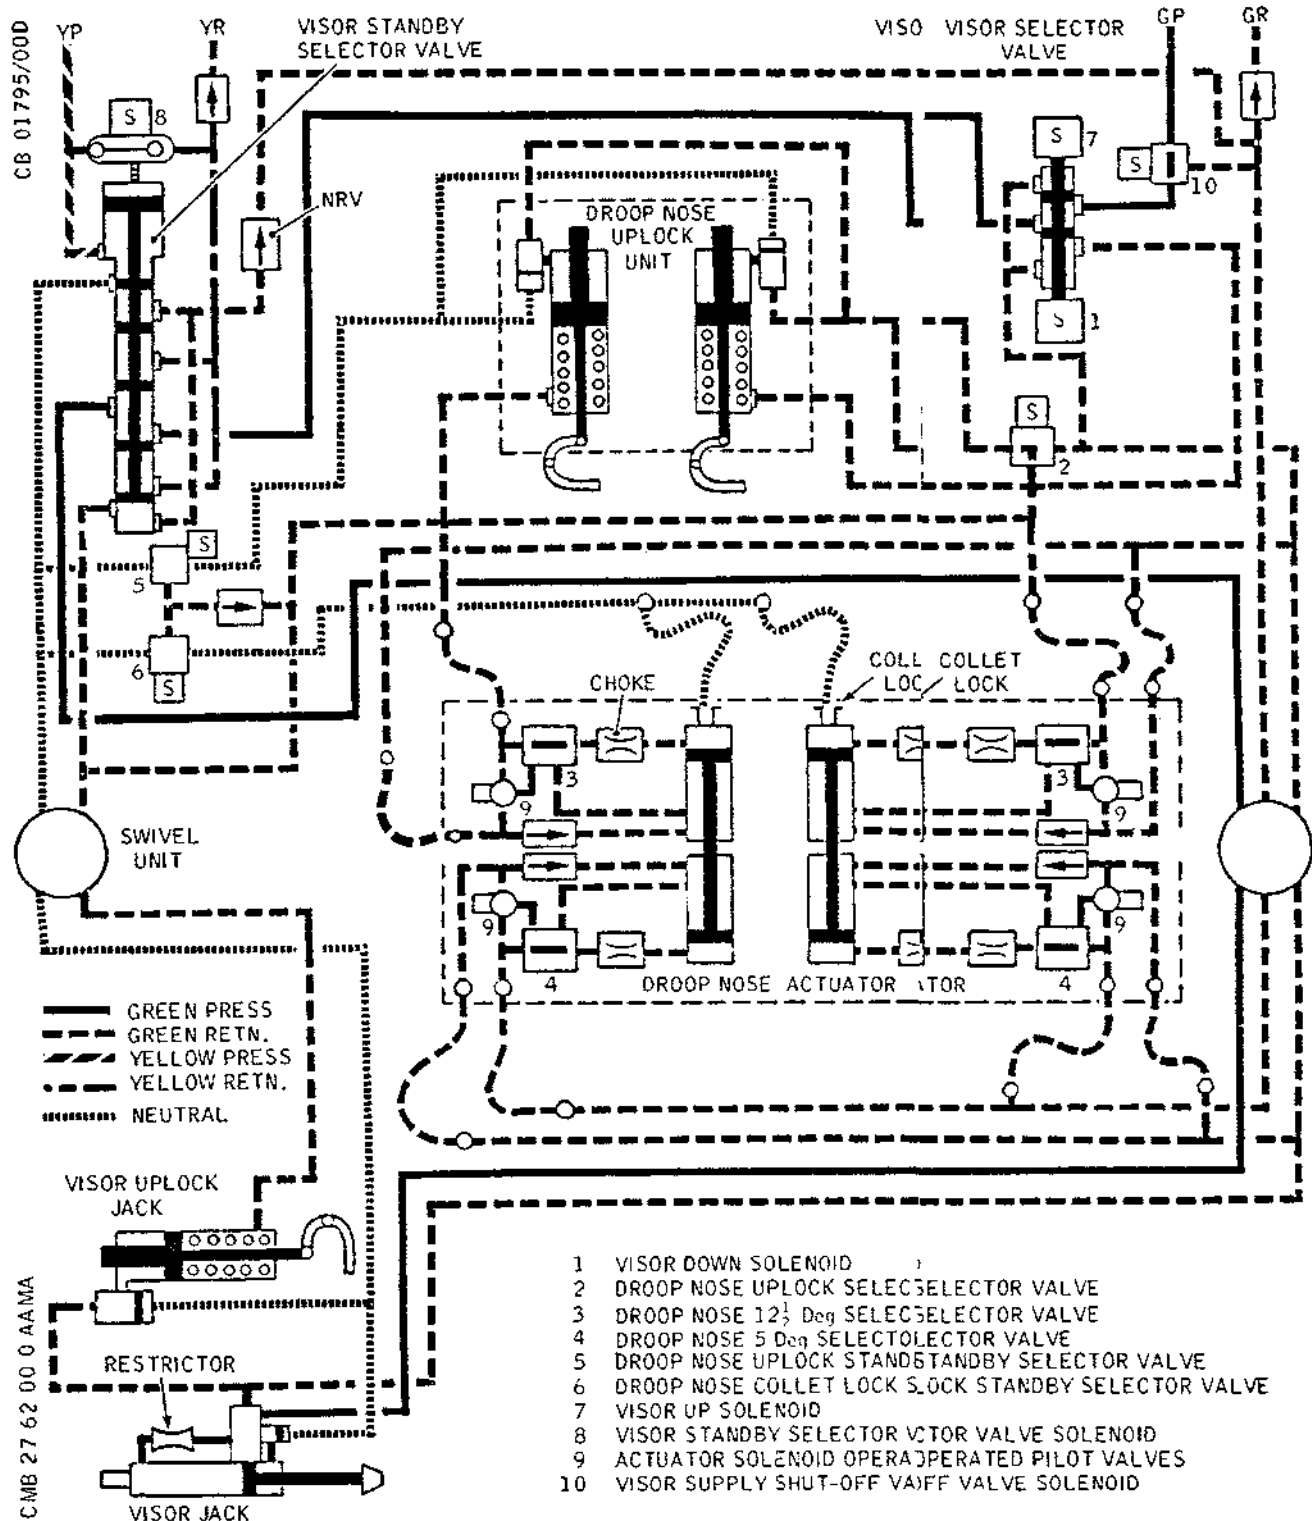 CB 01795/00D
YP
YR
VISOR STANDBY
SELECTOR VALVE
VISO VISOR SELECTOR
VALVE
GP
GR
S
8
S
7
S
10
NRV
DROOP NOSE
UPLOCK
UNIT
S
1
S
2
S
5
6
S
CHOKE
COLL COLLET
LOC LOCK
3
3
9
9
SWIVEL
UNIT
9
9
4
DROOP NOSE ACTUATOR ATOR
4
GREEN PRESS
GREEN RETN.
YELLOW PRESS
YELLOW RETN.
NEUTRAL
VISOR UPLOCK
JACK
RESTRICTOR
VISOR JACK
CMB 27 62 00 0 AAMA
1 VISOR DOWN SOLENOID
2 DROOP NOSE UPLOCK SELECSELECTOR VALVE
3 DROOP NOSE 12½ Deg SELECSELECTOR VALVE
4 DROOP NOSE 5 Deg SELECTOLECTOR VALVE
5 DROOP NOSE UPLOCK STANDSTANDBY SELECTOR VALVE
6 DROOP NOSE COLLET LOCK SLOCK STANDBY SELECTOR VALVE
7 VISOR UP SOLENOID
8 VISOR STANDBY SELECTOR VCTOR VALVE SOLENOID
9 ACTUATOR SOLENOID OPERAOPERATED PILOT VALVES
10 VISOR SUPPLY SHUT-OFF VAFF VALVE SOLENOID